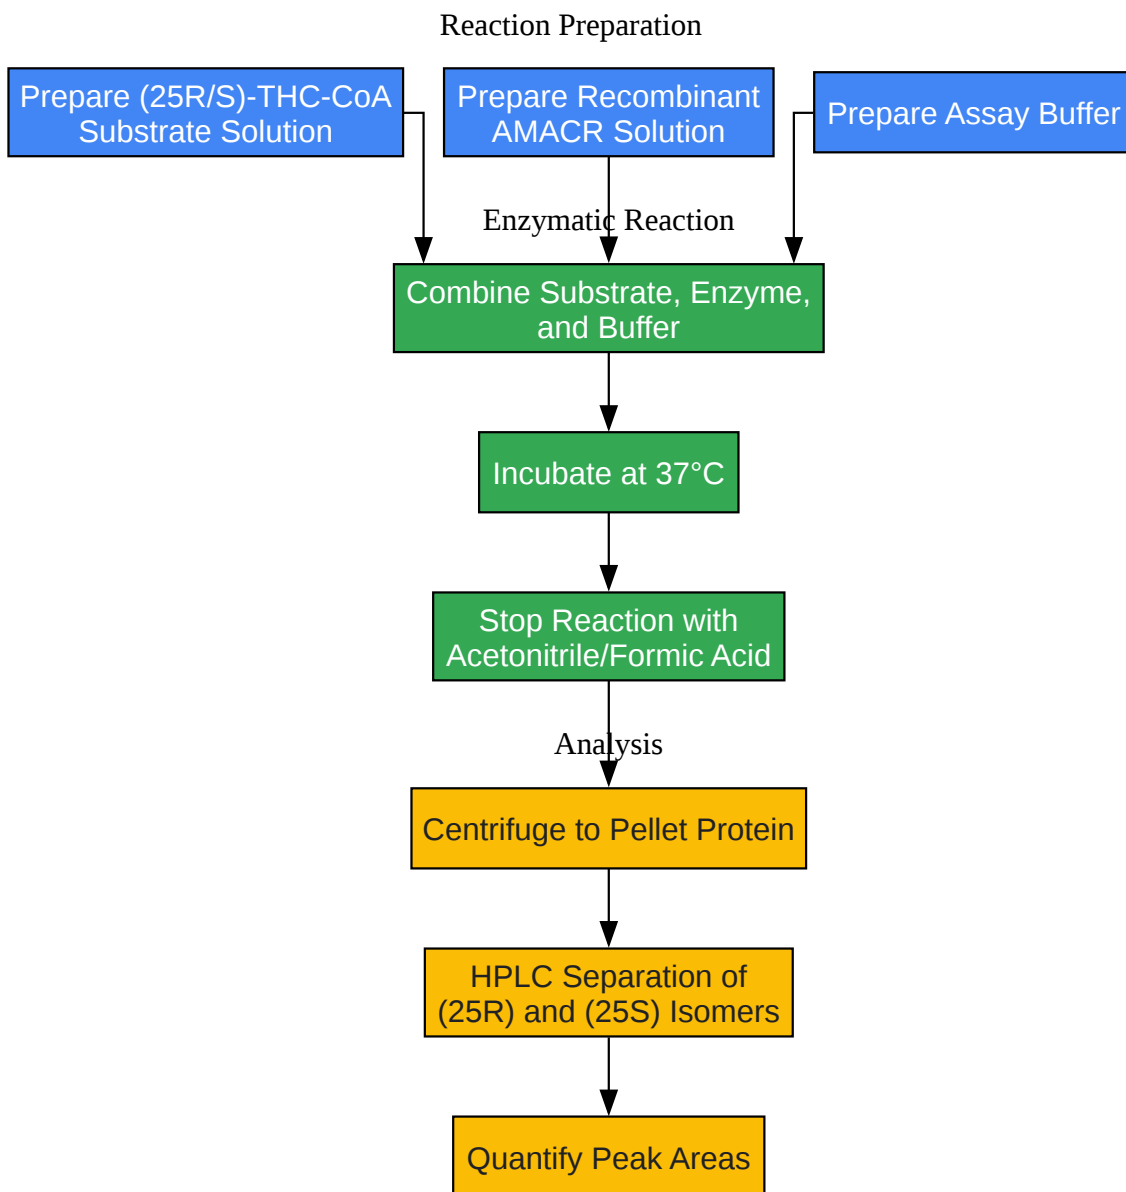 Reaction Preparation
Prepare (25R/S)-THC-CoA
Substrate Solution
Prepare Recombinant
AMACR Solution
Prepare Assay Buffer
Enzymatic Reaction
Combine Substrate, Enzyme,
and Buffer
Incubate at 37°C
Stop Reaction with
Acetonitrile/Formic Acid
Analysis
Centrifuge to Pellet Protein
HPLC Separation of
(25R) and (25S) Isomers
Quantify Peak Areas